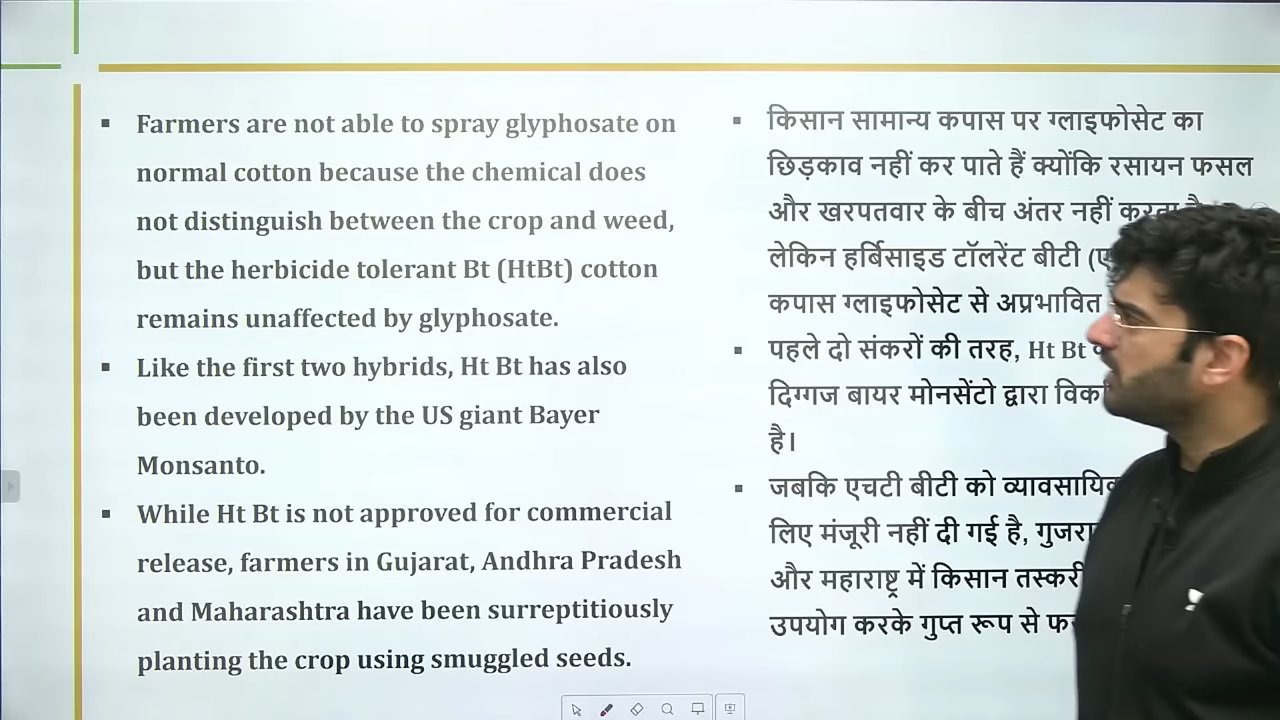 Farmers are not able to spray glyphosate on
normal cotton because the chemical does
not distinguish between the crop and weed,
but the herbicide tolerant Bt (HtBt) cotton
remains unaffected by glyphosate.
Like the first two hybrids, Ht Bt has also
been developed by the US giant Bayer
Monsanto.
While Ht Bt is not approved for commercial
release, farmers in Gujarat, Andhra Pradesh
and Maharashtra have been surreptitiously
planting the crop using smuggled seeds.
किसान सामान्य कपास पर ग्लाइफोसेट का
छिड़काव नहीं कर पाते हैं क्योंकि रसायन फसल
और खरपतवार के बीच अंतर नहीं करता
लेकिन हर्बिसाइड टॉलरेंट बीटी
कपास ग्लाइफोसेट से अप्रभावित
पहले दो संकरों की तरह, Ht Bt
दिग्गज बायर मोनसेंटो द्वारा
है।
जबकि एचटी बीटी को
लिए मंजूरी नहीं दी गई है,
और महाराष्ट्र में किसान
उपयोग करके गुप्त रूप से